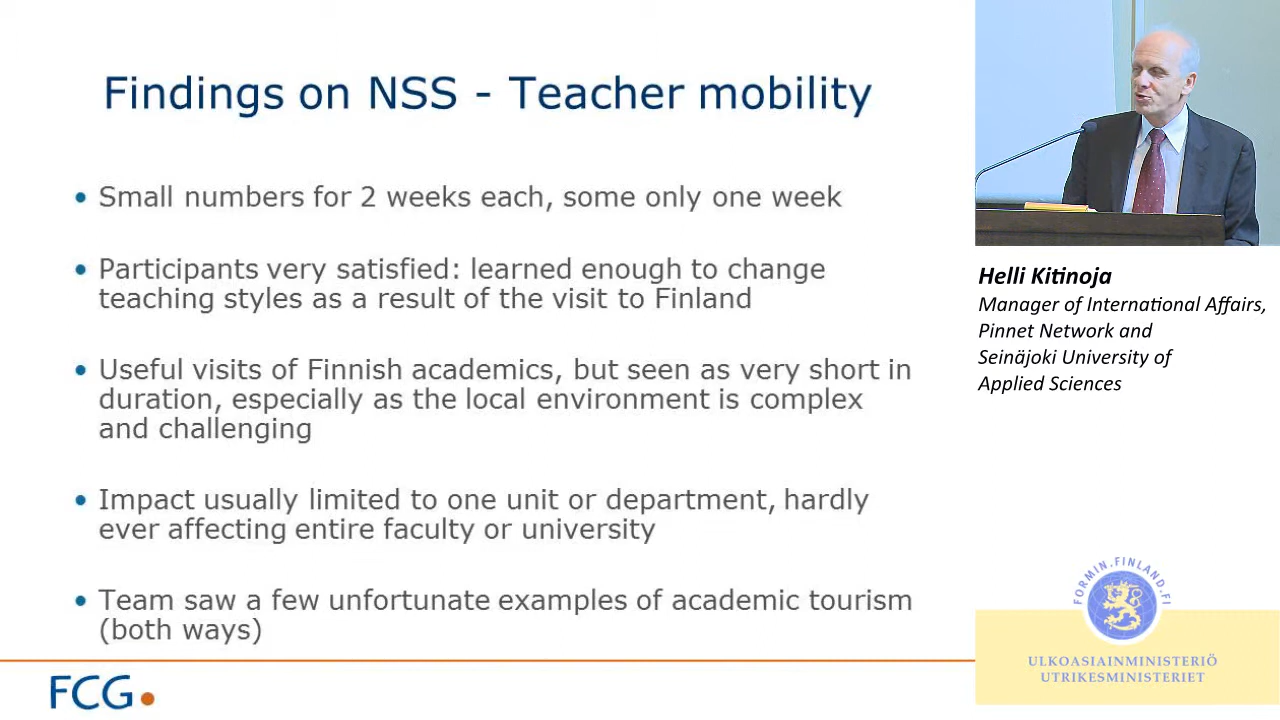 Findings on NSS - Teacher mobility
• Small numbers for 2 weeks each, some only one week
• Participants very satisfied: learned enough to change
teaching styles as a result of the visit to Finland
• Useful visits of Finnish academics, but seen as very short in
duration, especially as the local environment is complex
and challenging
• Impact usually limited to one unit or department, hardly
ever affecting entire faculty or university
• Team saw a few unfortunate examples of academic tourism
(both ways)
FCG
Helli Kitinoja
Manager of International Affairs,
Pinnet Network and
Seinäjoki University of
Applied Sciences
FORMIN.FINLAND.FI
ULKOASIAINMINISTERIÖ
UTRIKESMINISTERIET